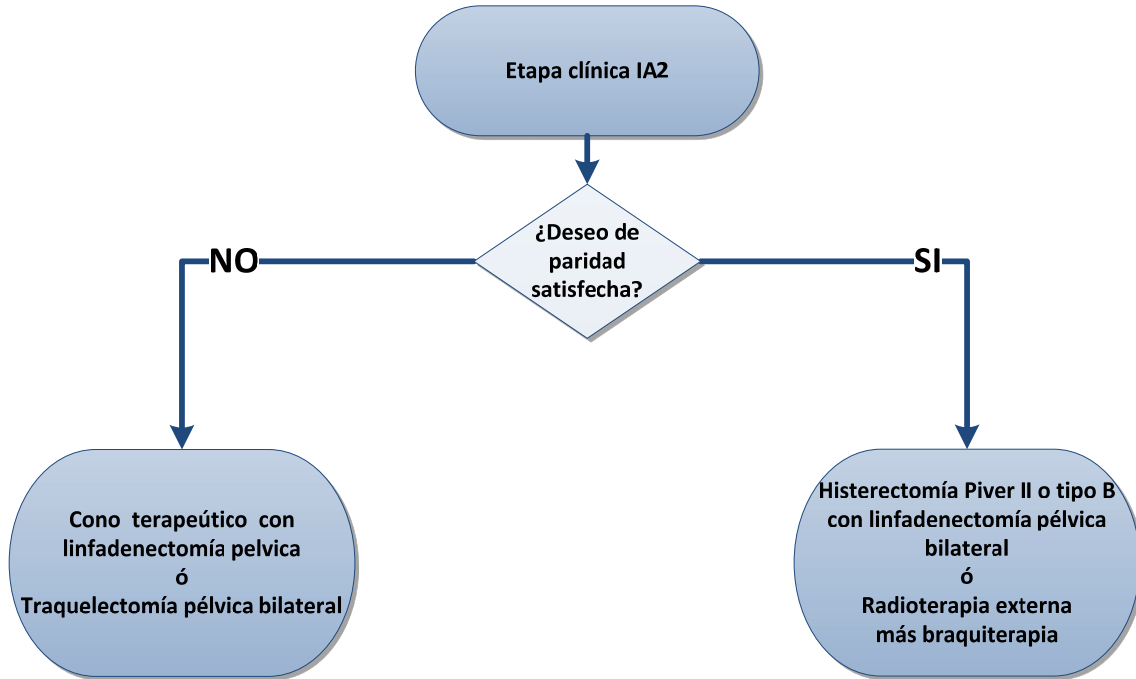 Etapa clínica IA2
¿Deseo de
paridad
satisfecha?
NO
SI
Cono terapeútico con
linfadenectomía pelvica
ó
Traquelectomía pélvica bilateral
Histerectomía Piver II o tipo B
con linfadenectomía pélvica
bilateral
ó
Radioterapia externa
más braquiterapia